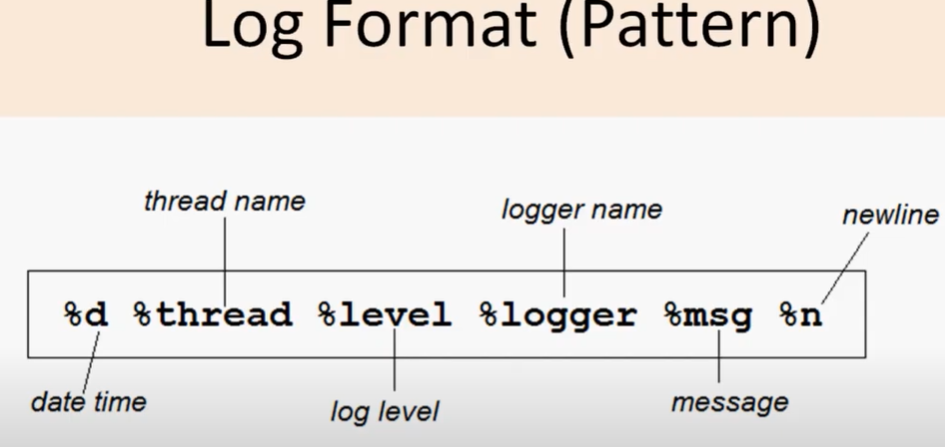 Log Format (Pattern)
thread name
logger name
newline
%d %thread %level %logger %msg %n
date time
log level
message